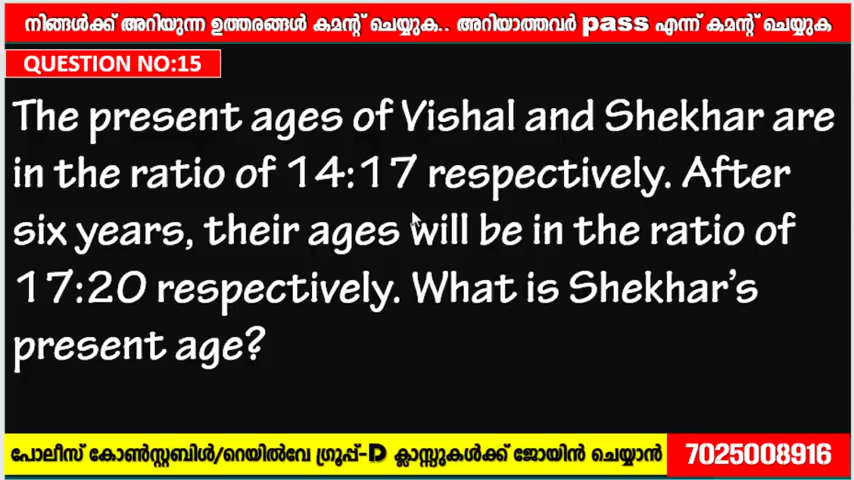 നിങ്ങൾക്ക് അറിയുന്ന ഉത്തരങ്ങൾ കമന്റ് ചെയ്യുക.. അറിയാത്തവർ pass എന്ന് കമന്റ് ചെയ്യുക
QUESTION NO:15
The present ages of Vishal and Shekhar are
in the ratio of 14:17 respectively. After
six years, their ages will be in the ratio of
17:20 respectively. What is Shekhar's
present age?
പോലീസ് കോൺസ്റ്റബിൾ/റെയിൽവേ ഗ്രൂപ്പ്-D ക്ലാസ്സുകൾക്ക് ജോയിൻ ചെയ്യാൻ 7025008916